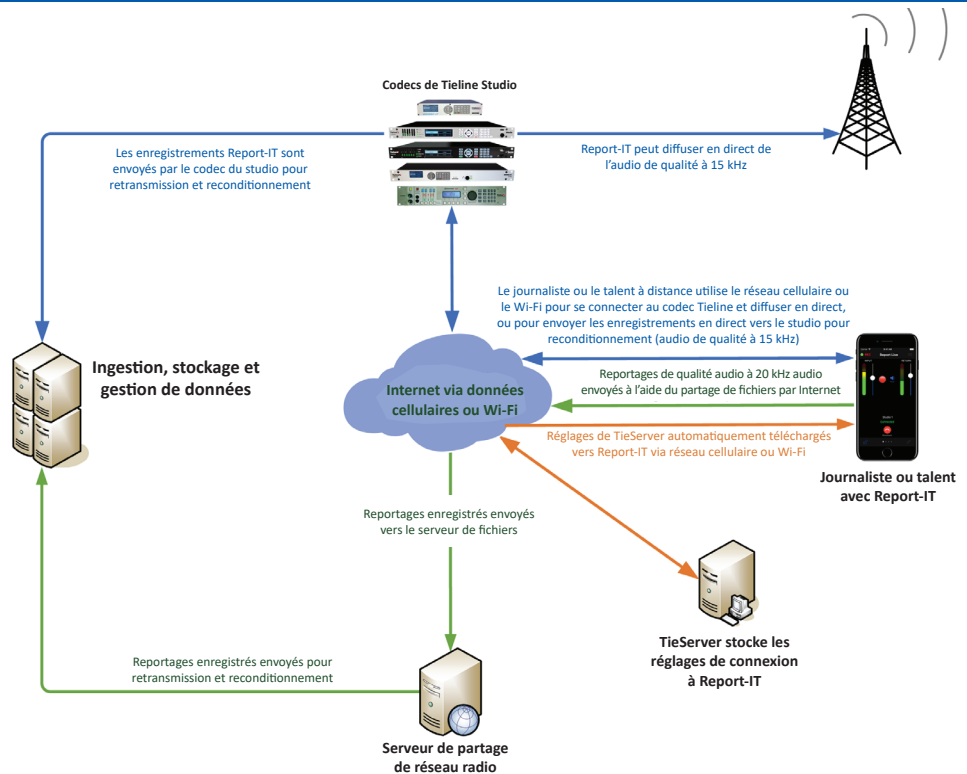 Codecs de Tieline Studio
Les enregistrements Report-IT sont
envoyés par le codec du studio pour
retransmission et reconditionnement
Report-IT peut diffuser en direct de
l'audio de qualité à 15 kHz
Le journaliste ou le talent à distance utilise le réseau cellulaire ou
le Wi-Fi pour se connecter au codec Tieline et diffuser en direct,
ou pour envoyer les enregistrements en direct vers le studio pour
reconditionnement (audio de qualité à 15 kHz)
Ingestion, stockage et
gestion de données
Internet via données
cellulaires ou Wi-Fi
Reportages de qualité audio à 20 kHz audio
envoyés à l'aide du partage de fichiers par Internet
Réglages de TieServer automatiquement téléchargés
vers Report-IT via réseau cellulaire ou Wi-Fi
Report Live
Journaliste ou talent
avec Report-IT
Reportages enregistrés envoyés
vers le serveur de fichiers
TieServer stocke les
réglages de connexion
à Report-IT
Reportages enregistrés envoyés pour
retransmission et reconditionnement
Serveur de partage
de réseau radio